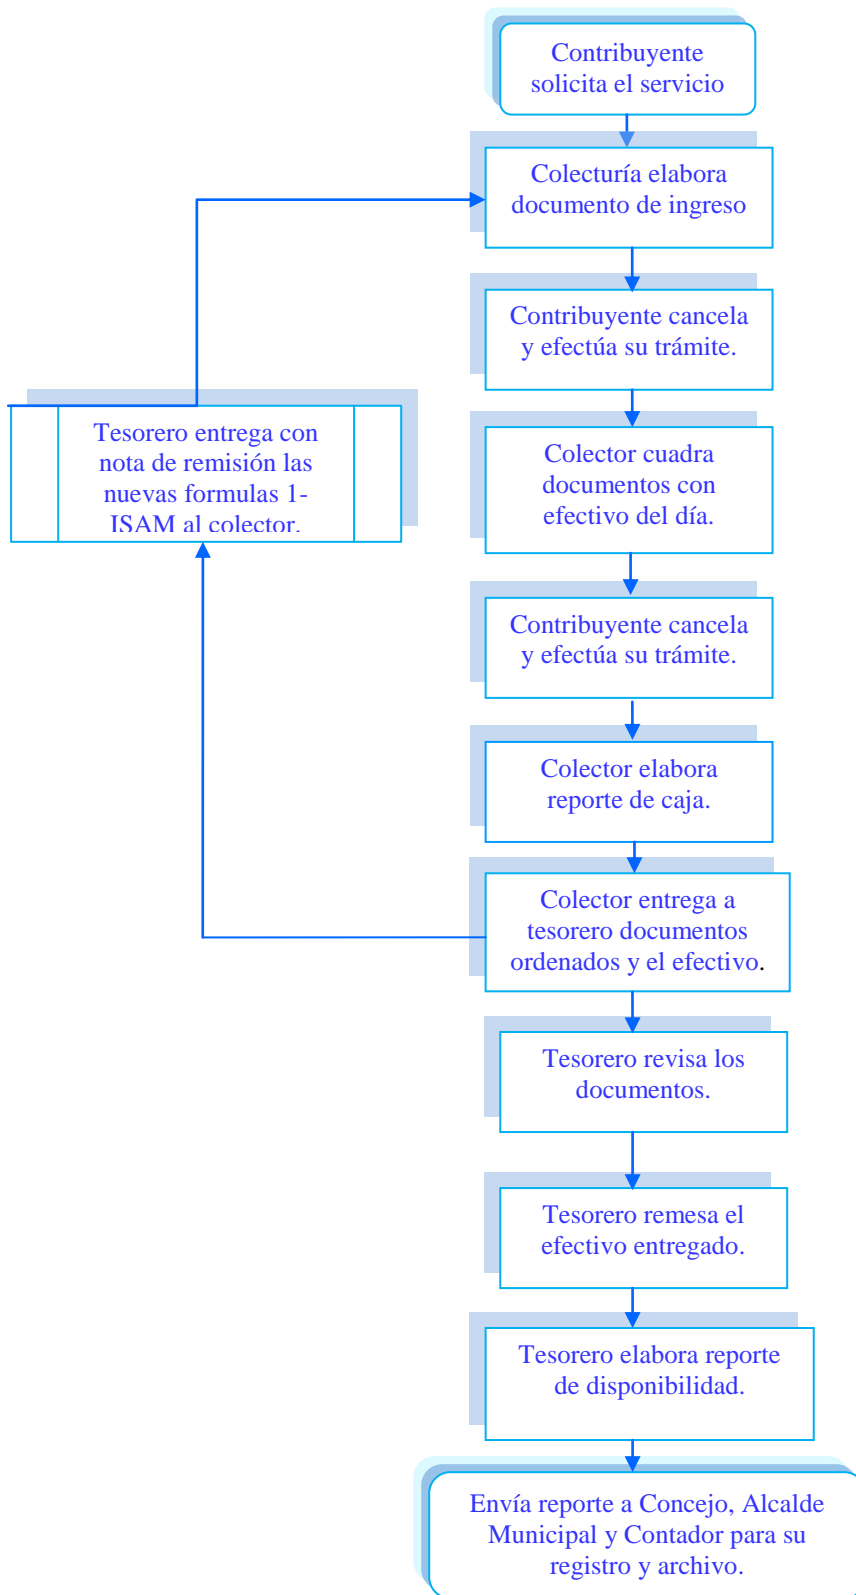 Contribuyente
solicita el servicio
Colecturía elabora
documento de ingreso
Contribuyente cancela
y efectúa su trámite.
Tesorero entrega con
nota de remisión las
nuevas formulas 1-
ISAM al colector.
Colector cuadra
documentos con
efectivo del día.
Contribuyente cancela
y efectúa su trámite.
Colector elabora
reporte de caja.
Colector entrega a
tesorero documentos
ordenados y el efectivo.
Tesorero revisa los
documentos.
Tesorero remesa el
efectivo entregado.
Tesorero elabora reporte
de disponibilidad.
Envía reporte a Concejo, Alcalde
Municipal y Contador para su
registro y archivo.